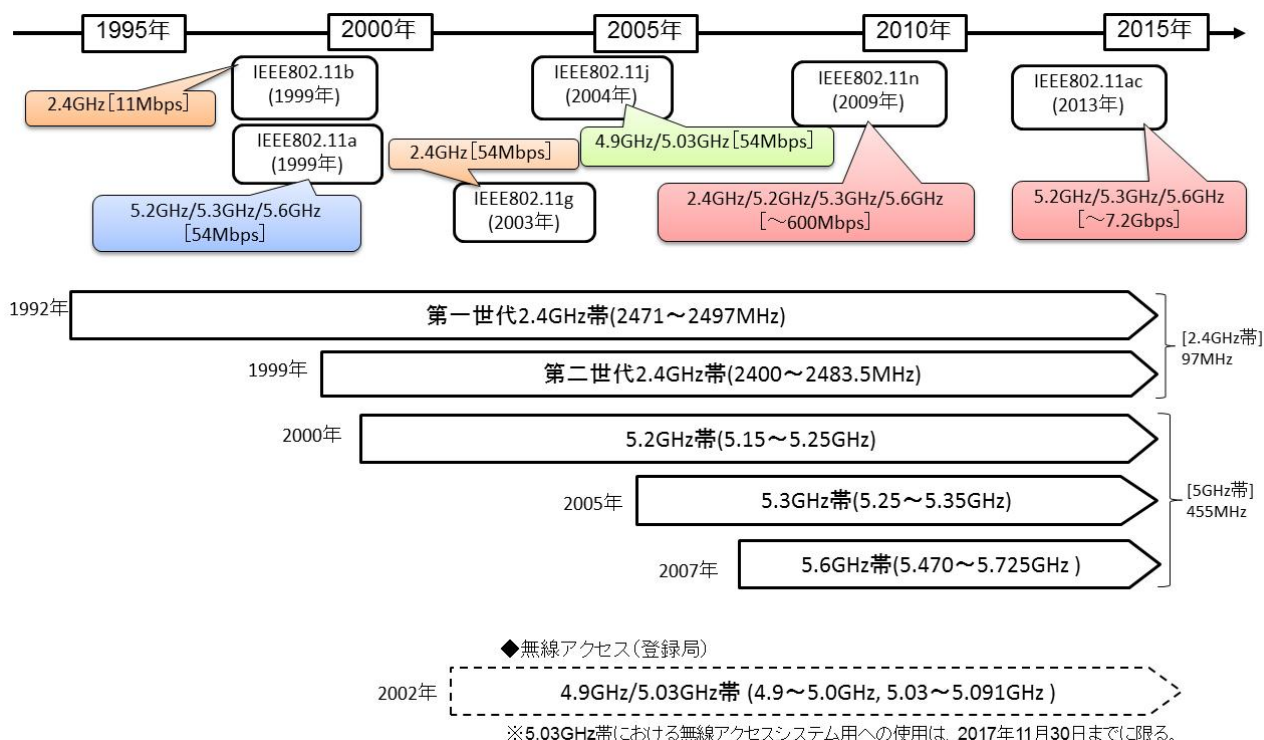 1995年
2000年
2005年
2010年
2015年
IEEE802.11b
(1999年)
2.4GHz[11Mbps]
IEEE802.11a
(1999年)
5.2GHz/5.3GHz/5.6GHz
[54Mbps]
2.4GHz[54Mbps]
IEEE802.11g
(2003年)
IEEE802.11j
(2004年)
4.9GHz/5.03GHz[54Mbps]
IEEE802.11n
(2009年)
2.4GHz/5.2GHz/5.3GHz/5.6GHz
[～600Mbps]
IEEE802.11ac
(2013年)
5.2GHz/5.3GHz/5.6GHz
[～7.2Gbps]
1992年
第一世代2.4GHz帯(2471～2497MHz)
1999年
第二世代2.4GHz帯(2400～2483.5MHz)
[2.4GHz帯]
97MHz
2000年
5.2GHz帯(5.15～5.25GHz)
2005年
5.3GHz帯(5.25～5.35GHz)
2007年
5.6GHz帯(5.470～5.725GHz )
[5GHz帯]
455MHz
◆無線アクセス(登録局)
2002年
4.9GHz/5.03GHz帯 (4.9～5.0GHz, 5.03～5.091GHz )
※5.03GHz帯における無線アクセスシステム用への使用は、2017年11月30日までに限る。